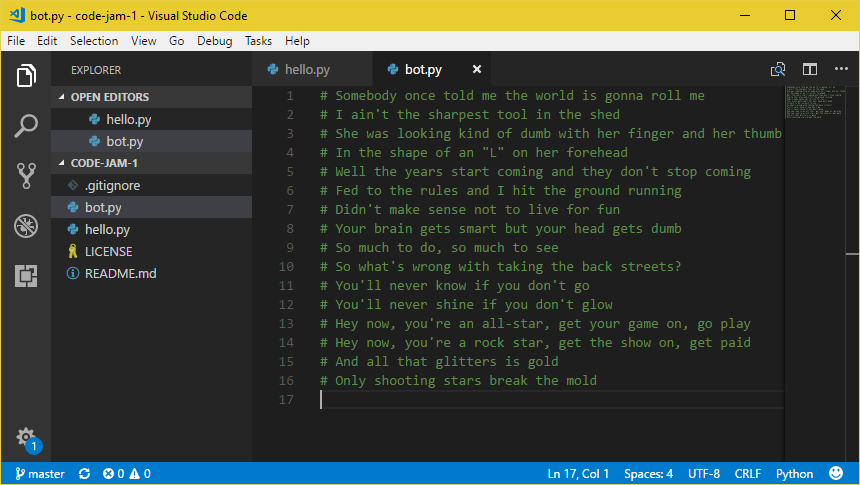 bot.py - code-jam-1 - Visual Studio Code
File Edit Selection View Go Debug Tasks Help
EXPLORER
OPEN EDITORS
hello.py
bot.py
CODE-JAM-1
.gitignore
bot.py
hello.py
LICENSE
README.md
hello.py bot.py
1 # Somebody once told me the world is gonna roll me
2 # I ain't the sharpest tool in the shed
3 # She was looking kind of dumb with her finger and her thumb
4 # In the shape of an "L" on her forehead
5 # Well the years start coming and they don't stop coming
6 # Fed to the rules and I hit the ground running
7 # Didn't make sense not to live for fun
8 # Your brain gets smart but your head gets dumb
9 # So much to do, so much to see
10 # So what's wrong with taking the back streets?
11 # You'll never know if you don't go
12 # You'll never shine if you don't glow
13 # Hey now, you're an all-star, get your game on, go play
14 # Hey now, you're a rock star, get the show on, get paid
15 # And all that glitters is gold
16 # Only shooting stars break the mold
17
1
master 0 0 Ln 17, Col 1 Spaces: 4 UTF-8 CRLF Python